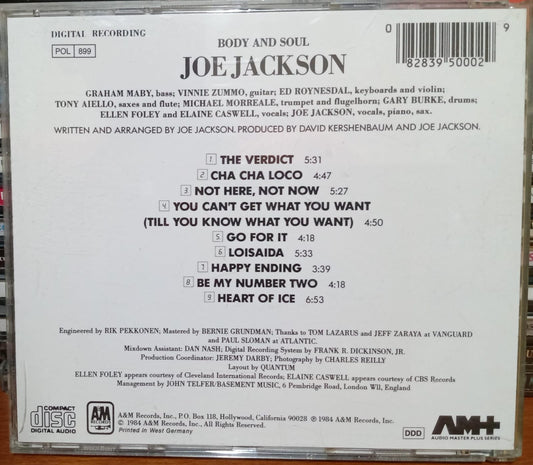 DIGITAL RECORDING
POL 899
BODY AND SOUL
JOE JACKSON
0 82839 50002 9
GRAHAM MABY, bass; VINNIE ZUMMO, guitar; ED ROYNESDAL, keyboards and violin;
TONY AIELLO, saxes and flute; MICHAEL MORREALE, trumpet and flugelhorn; GARY BURKE, drums;
ELLEN FOLEY and ELAINE CASWELL, vocals; JOE JACKSON, vocals, piano, sax.
WRITTEN AND ARRANGED BY JOE JACKSON. PRODUCED BY DAVID KERSHENBAUM AND JOE JACKSON.
1 THE VERDICT 5:31
2 CHA CHA LOCO 4:47
3 NOT HERE, NOT NOW 5:27
4 YOU CAN'T GET WHAT YOU WANT
(TILL YOU KNOW WHAT YOU WANT) 4:50
5 GO FOR IT 4:18
6 LOISAIDA 5:33
7 HAPPY ENDING 3:39
8 BE MY NUMBER TWO 4:18
9 HEART OF ICE 6:53
Engineered by RIK PEKKONEN; Mastered by BERNIE GRUNDMAN; Thanks to TOM LAZARUS and JEFF ZARAYA at VANGUARD
and PAUL SLOMAN at ATLANTIC.
Mixdown Assistant: DAN NASH; Digital Recording System by FRANK R. DICKINSON, JR.
Production Coordinator: JEREMY DARBY; Photography by CHARLES REILLY
Layout by QUANTUM
ELLEN FOLEY appears courtesy of Cleveland International Records; ELAINE CASWELL appears courtesy of CBS Records
Management by JOHN TELFER/BASEMENT MUSIC, 6 Pembridge Road, London WII, England
COMPACT
disc
DIGITAL AUDIO
A&M
RECORDS
A&M Records, Inc., P.O. Box 118, Hollywood, California 90028 ℗ 1984 A&M Records, Inc.
© 1984 A&M Records, Inc. All Rights Reserved.
Printed in West Germany
DDD
AM+
AUDIO MASTER PLUS SERIES